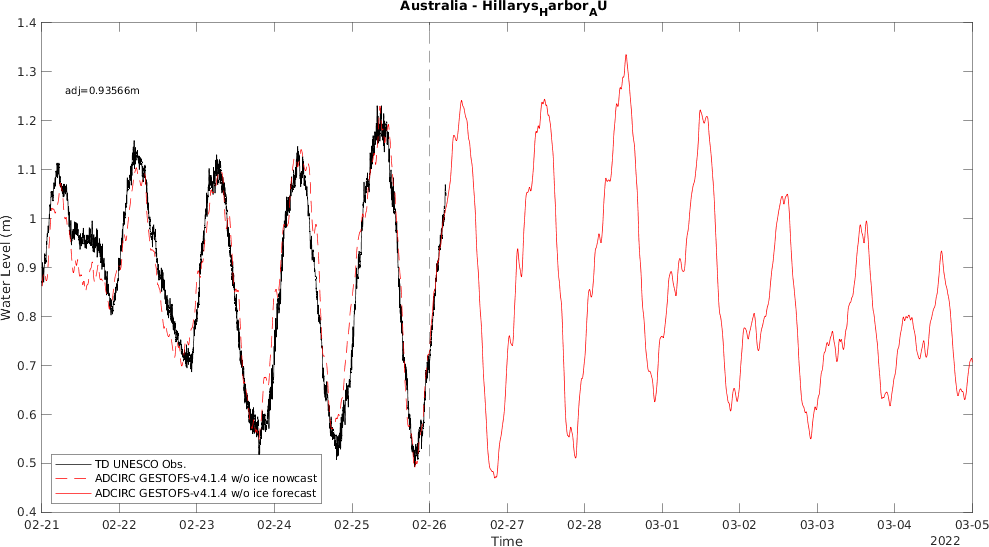 Australia - HillarysHarborAU
1.4
1.3
adj=0.93566m
1.2
1.1
1
0.9
0.8
0.7
0.6
0.5
0.4
Water Level (m)
TD UNESCO Obs.
ADCIRC GESTOFS-v4.1.4 w/o ice nowcast
ADCIRC GESTOFS-v4.1.4 w/o ice forecast
02-21 02-22 02-23 02-24 02-25 02-26 02-27 02-28 03-01 03-02 03-03 03-04 03-05
Time
2022